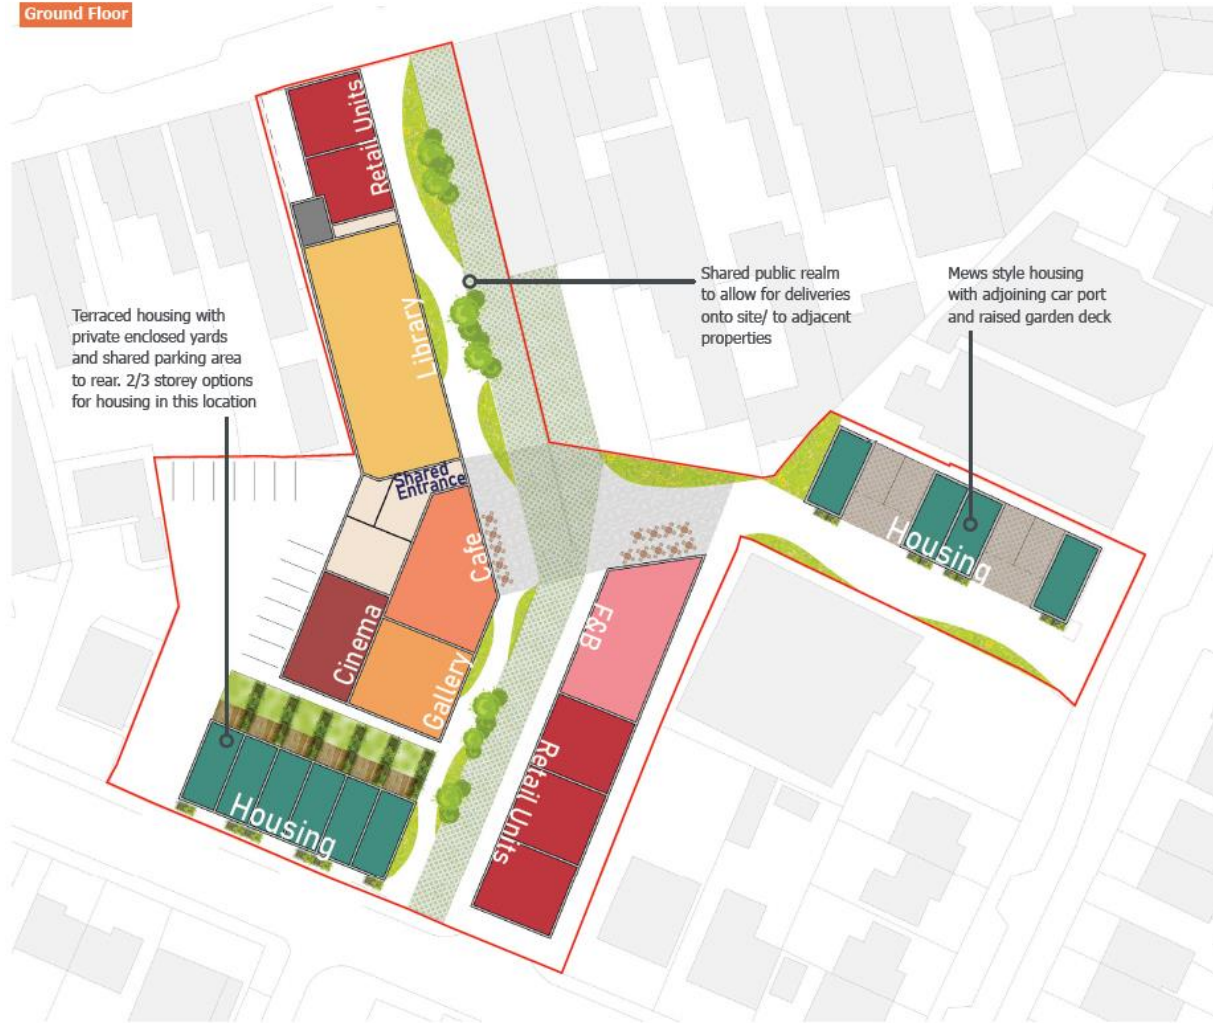 Ground Floor
Retail Units
Library
Shared public realm
to allow for deliveries
onto site/ to adjacent
properties
Mews style housing
with adjoining car port
and raised garden deck
Terraced housing with
private enclosed yards
and shared parking area
to rear. 2/3 storey options
for housing in this location
Shared
Entrance
Cafe
Housing
Cinema
Gallery
F&B
Retail Units
Housing